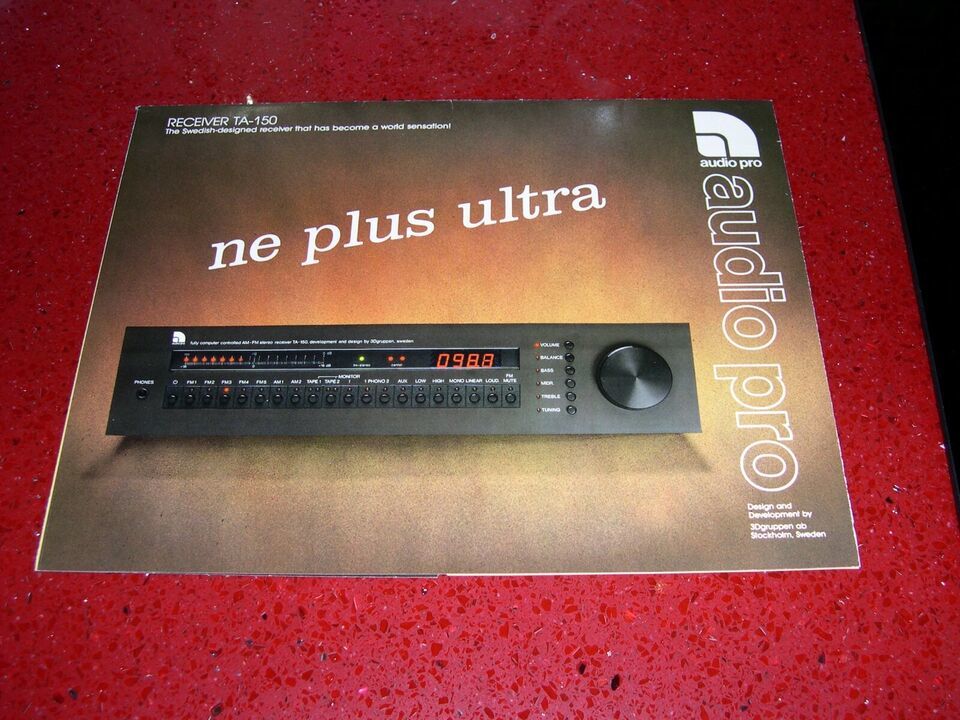 RECEIVER TA-150
The Swedish-designed receiver that has become a world sensation!
audio pro
ne plus ultra
audio pro
fully computer controlled AM-FM stereo receiver TA-150, development and design by 3Dgruppen, sweden
098.8
PHONES
MONITOR
FM1 FM2 FM3 FM4 FM5 AM1 AM2 TAPE 1 TAPE 2 PHONO 2 AUX LOW HIGH MONO LINEAR LOUD. FM MUTE
VOLUME
BALANCE
BASS
MIDR.
TREBLE
TUNING
Design and
Development by
3Dgruppen ab
Stockholm, Sweden